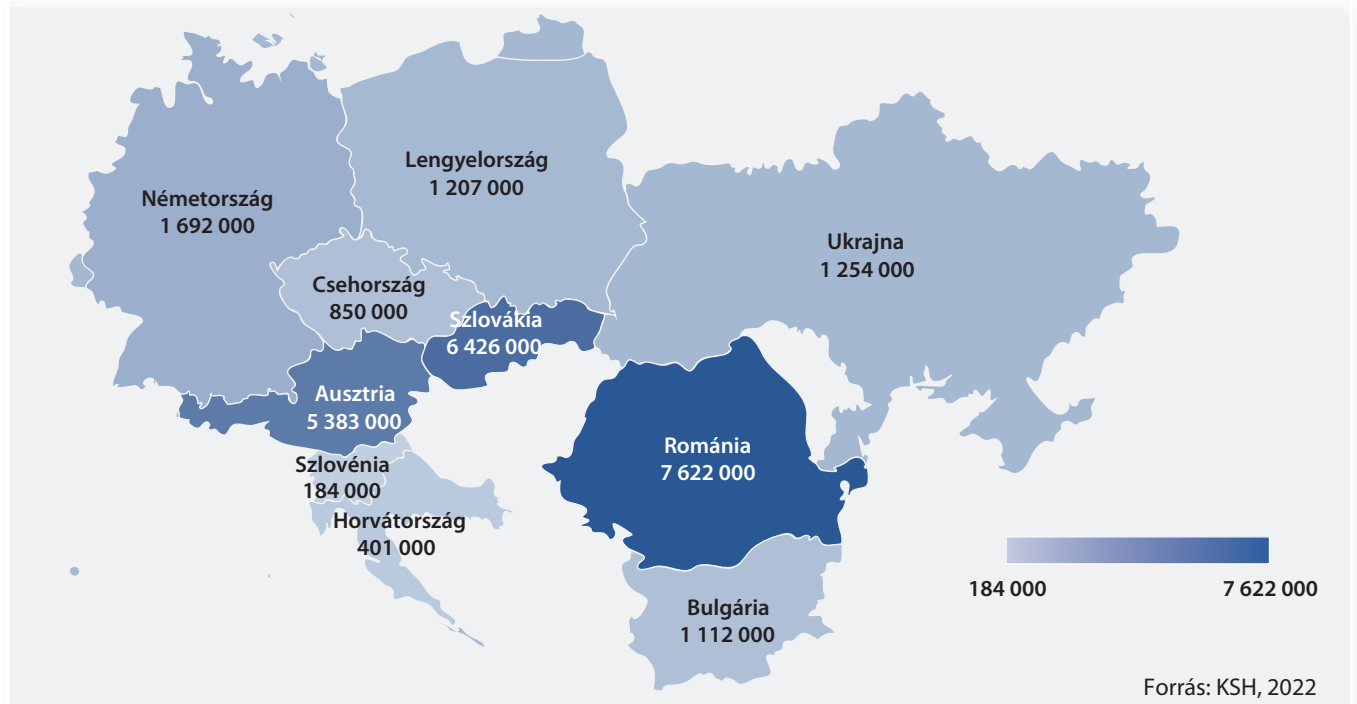 Lengyelország
1 207 000
Németország
1 692 000
Ukrajna
1 254 000
Csehország
850 000
Szlovákia
6 426 000
Ausztria
5 383 000
Románia
7 622 000
Szlovénia
184 000
Horvátország
401 000
Bulgária
1 112 000
184 000
7 622 000
Forrás: KSH, 2022